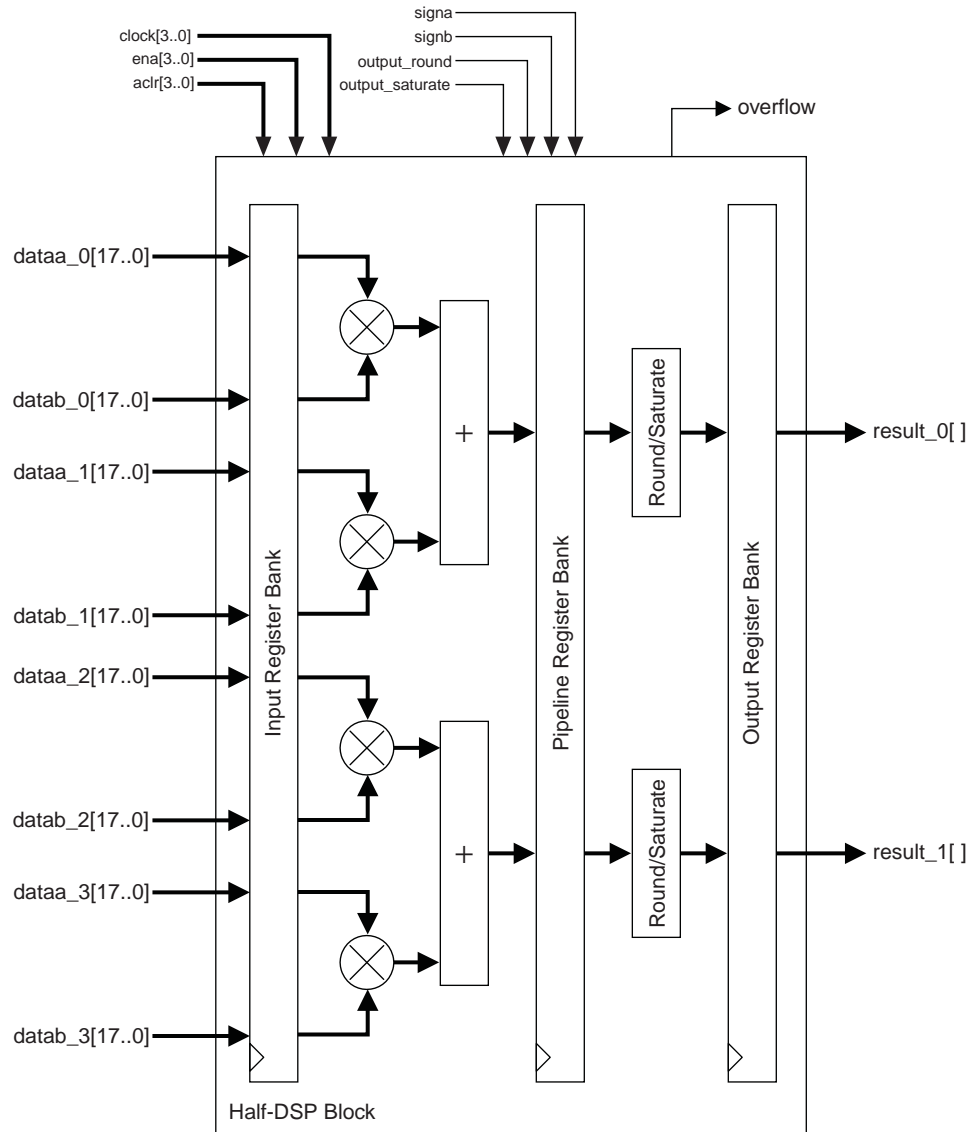 signa
clock[3..0]
signb
ena[3..0]
output_round
aclr[3..0]
output_saturate
overflow
dataa_0[17..0]
datab_0[17..0]
dataa_1[17..0]
datab_1[17..0]
dataa_2[17..0]
datab_2[17..0]
dataa_3[17..0]
datab_3[17..0]
Input Register Bank
+
+
Pipeline Register Bank
Round/Saturate
Round/Saturate
Output Register Bank
result_0[ ]
result_1[ ]
Half-DSP Block